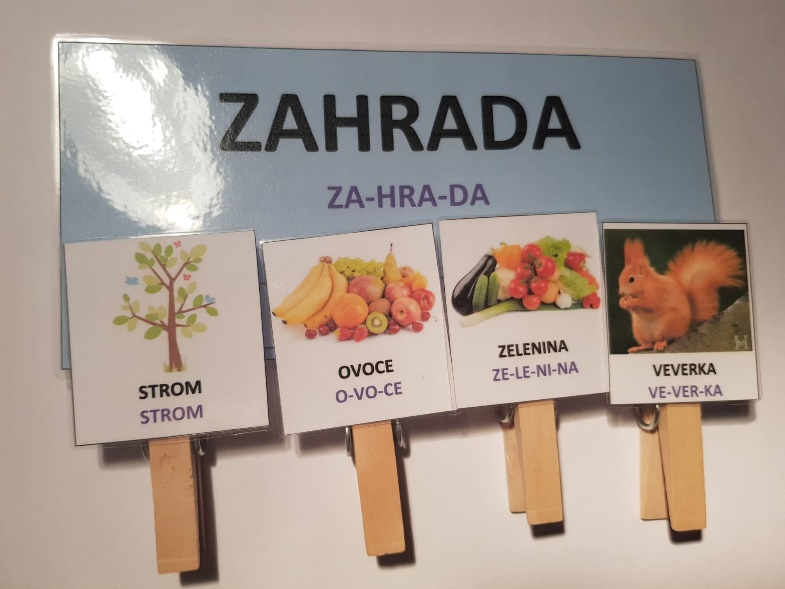 ZAHRADA
ZA-HRA-DA
STROM
STROM
OVOCE
O-VO-CE
ZELENINA
ZE-LE-NI-NA
VEVERKA
VE-VER-KA